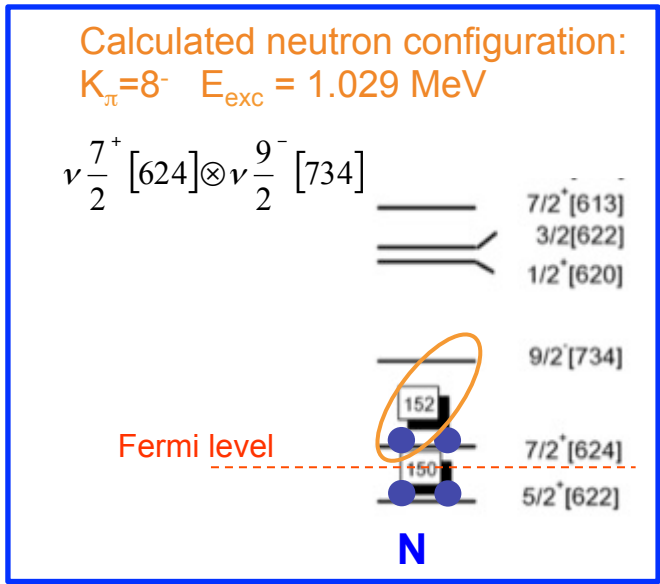 Calculated neutron configuration:
Kπ=8⁻ E_exc = 1.029 MeV
ν 7/2⁺ [624]⊗ν 9/2⁻ [734]
7/2⁺[613]
3/2[622]
1/2⁺[620]
9/2⁻[734]
152
Fermi level
7/2⁺[624]
150
5/2⁺[622]
N